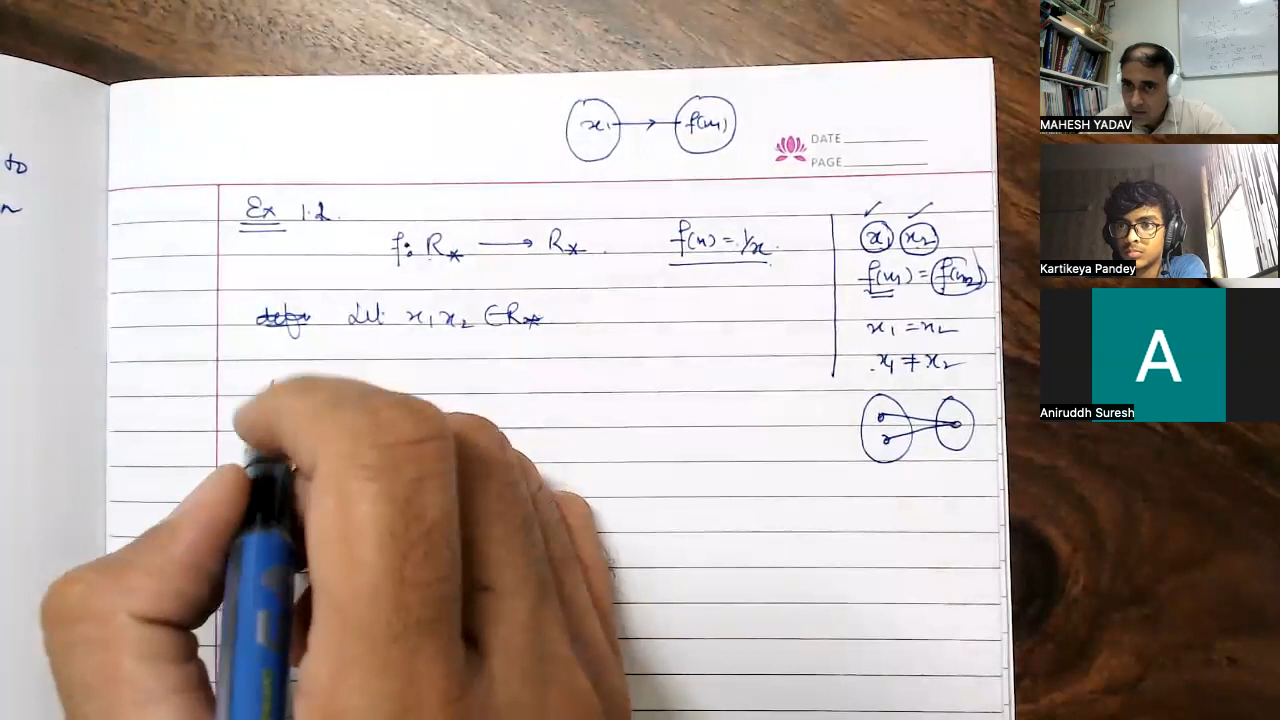 to
x₁ → f(x₁)
DATE
PAGE
Ex 1.2.
f: R* → R* f(x) = 1/x
Let x₁ x₂ ∈ R*
x₁ x₂
f(x₁) = f(x₂)
x₁ = x₂
x₁ ≠ x₂
MAHESH YADAV
Kartikeya Pandey
A
Aniruddh Suresh